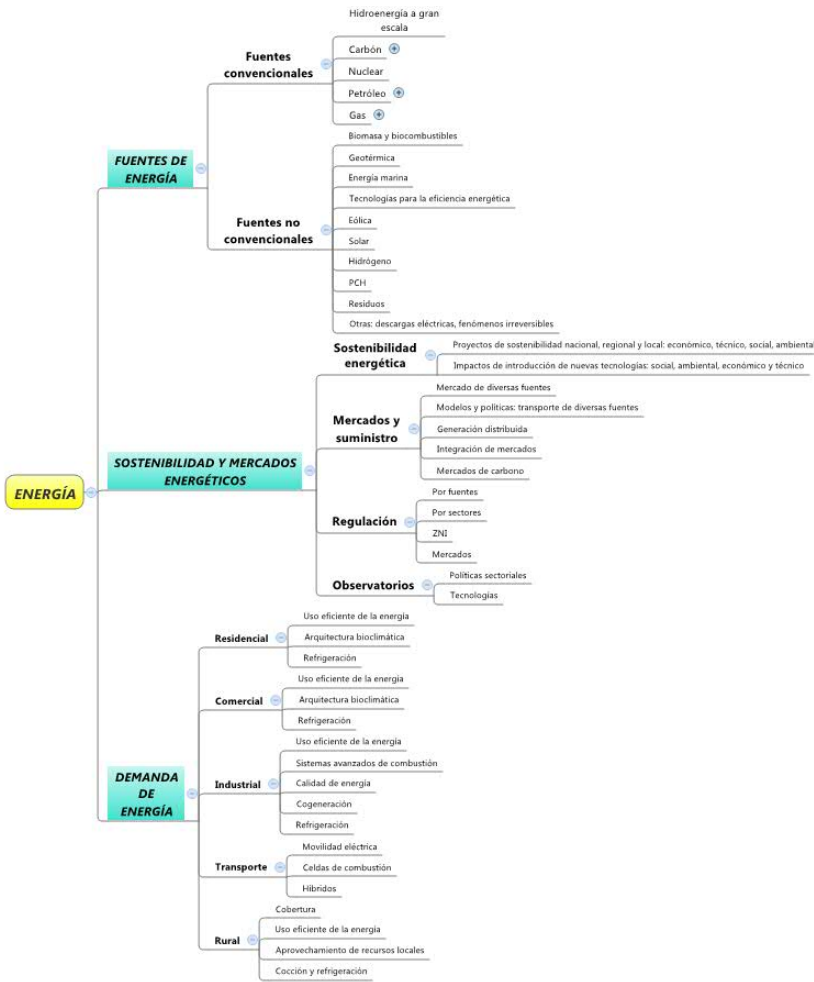 Hidroenergía a gran
escala
Fuentes
convencionales
Carbón
Nuclear
Petróleo
Gas
FUENTES DE
ENERGÍA
Biomasa y biocombustibles
Geotérmica
Energía marina
Tecnologías para la eficiencia energética
Fuentes no
convencionales
Eólica
Solar
Hidrógeno
PCH
Residuos
Otras: descargas eléctricas, fenómenos irreversibles
Sostenibilidad
energética
Proyectos de sostenibilidad nacional, regional y local: económico, técnico, social, ambiental
Impactos de introducción de nuevas tecnologías: social, ambiental, económico y técnico
Mercados y
suministro
Mercado de diversas fuentes
Modelos y políticas: transporte de diversas fuentes
Generación distribuida
Integración de mercados
Mercados de carbono
SOSTENIBILIDAD Y MERCADOS
ENERGÉTICOS
ENERGÍA
Regulación
Por fuentes
Por sectores
ZNI
Mercados
Observatorios
Políticas sectoriales
Tecnologías
Residencial
Uso eficiente de la energía
Arquitectura bioclimática
Refrigeración
Comercial
Uso eficiente de la energía
Arquitectura bioclimática
Refrigeración
DEMANDA
DE
ENERGÍA
Industrial
Uso eficiente de la energía
Sistemas avanzados de combustión
Calidad de energía
Cogeneración
Refrigeración
Transporte
Movilidad eléctrica
Celdas de combustión
Híbridos
Rural
Cobertura
Uso eficiente de la energía
Aprovechamiento de recursos locales
Cocción y refrigeración